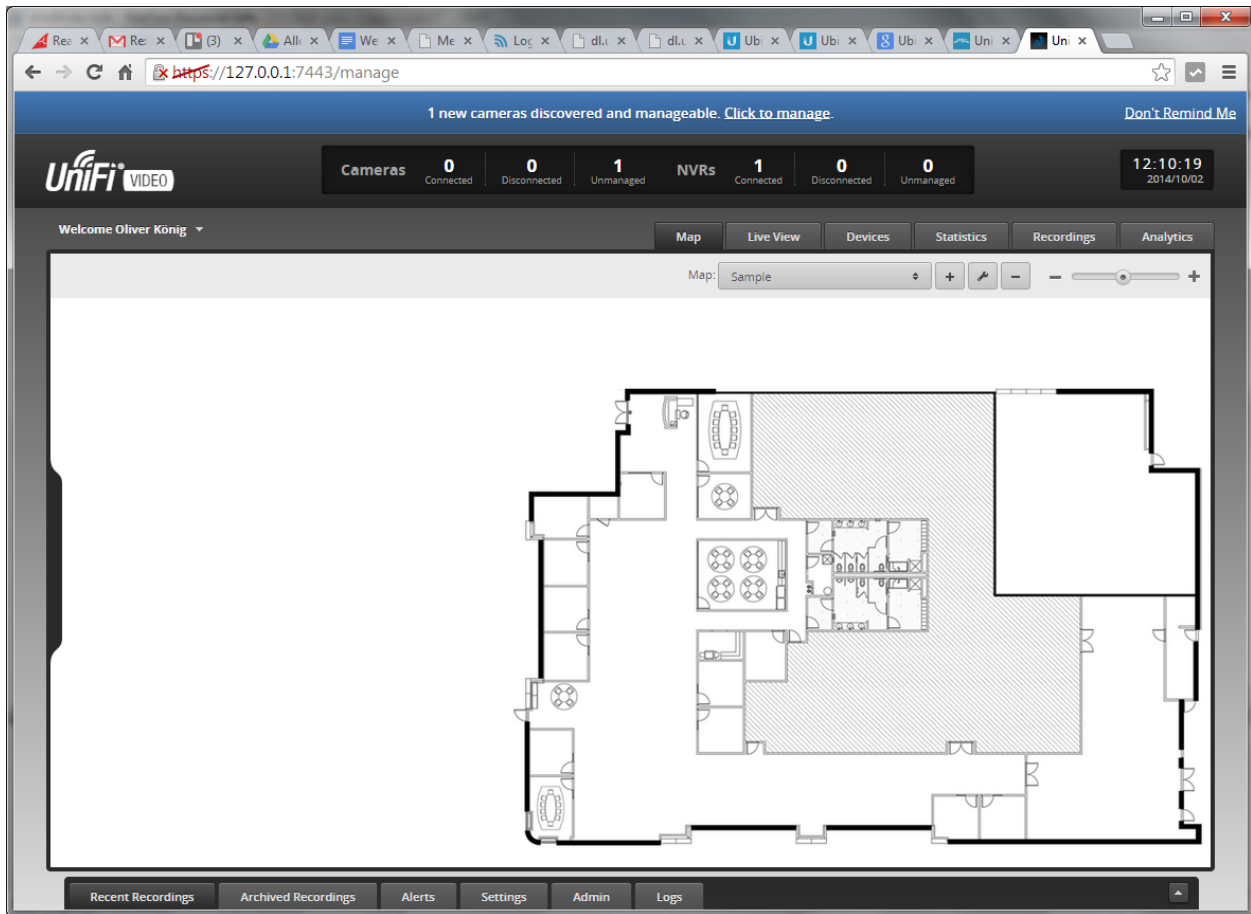 Rea
Re:
(3)
All
We
Me
Log
dl.u
dl.u
Ubi
Ubi
Ubi
Uni
Uni
https://127.0.0.1:7443/manage
1 new cameras discovered and manageable. Click to manage.
Don't Remind Me
UniFi VIDEO
Cameras 0 Connected 0 Disconnected 1 Unmanaged NVRs 1 Connected 0 Disconnected 0 Unmanaged
12:10:19
2014/10/02
Welcome Oliver König
Map Live View Devices Statistics Recordings Analytics
Map: Sample
Recent Recordings Archived Recordings Alerts Settings Admin Logs